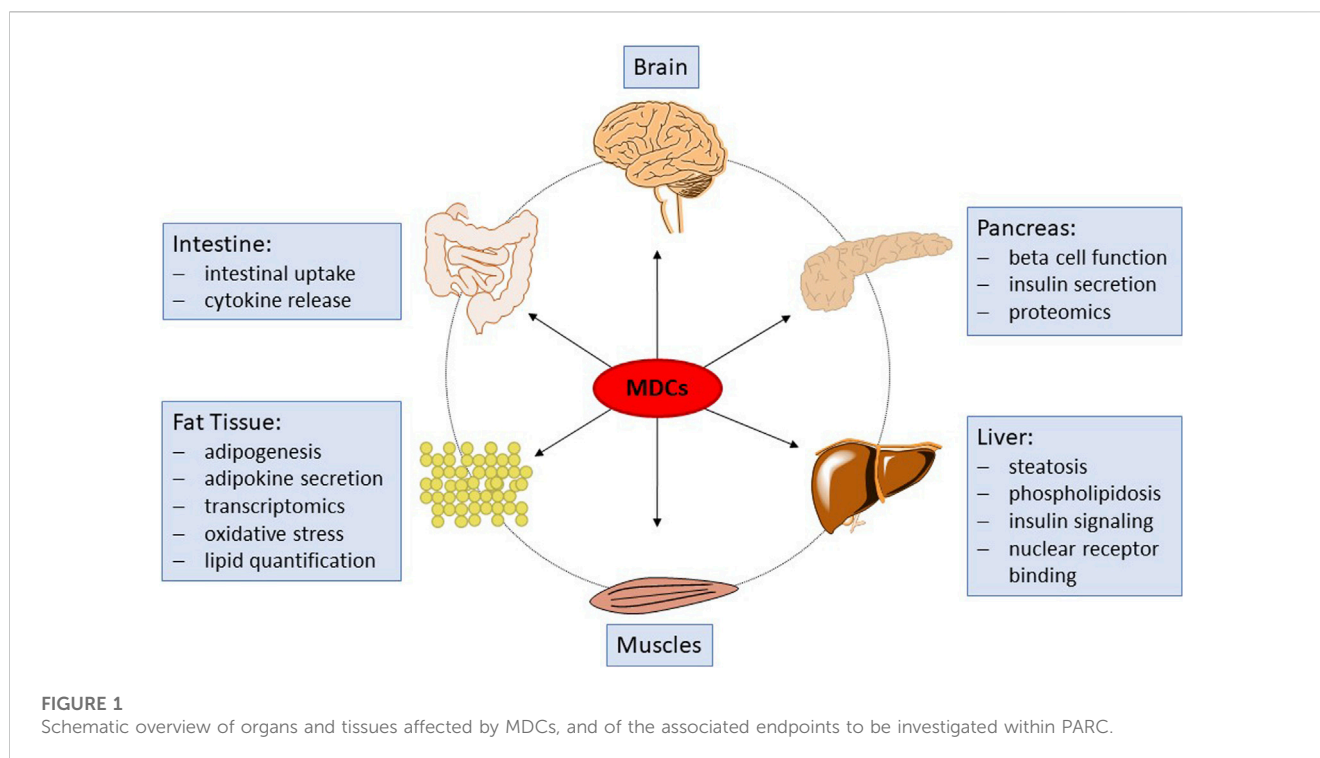 Brain
Intestine:
– intestinal uptake
– cytokine release
Pancreas:
– beta cell function
– insulin secretion
– proteomics
MDCs
Fat Tissue:
– adipogenesis
– adipokine secretion
– transcriptomics
– oxidative stress
– lipid quantification
Liver:
– steatosis
– phospholipidosis
– insulin signaling
– nuclear receptor
binding
Muscles
FIGURE 1
Schematic overview of organs and tissues affected by MDCs, and of the associated endpoints to be investigated within PARC.